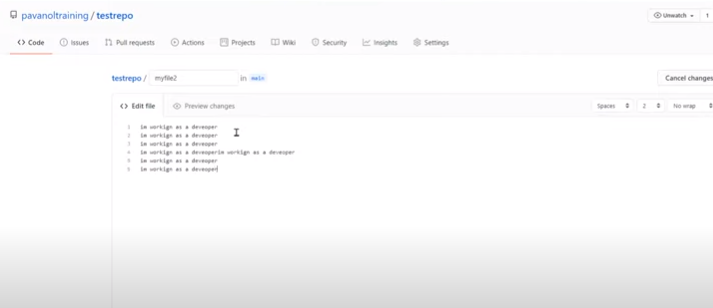 pavanoltraining / testrepo
Unwatch 1
Code Issues Pull requests Actions Projects Wiki Security Insights Settings
testrepo / myfile2 in main
Cancel changes
Edit file Preview changes Spaces 2 No wrap
1 im workign as a deveoper
2 im workign as a deveoper
3 im workign as a deveoper
4 im workign as a deveoperim workign as a deveoper
5 im workign as a deveoper
6 im workign as a deveoper